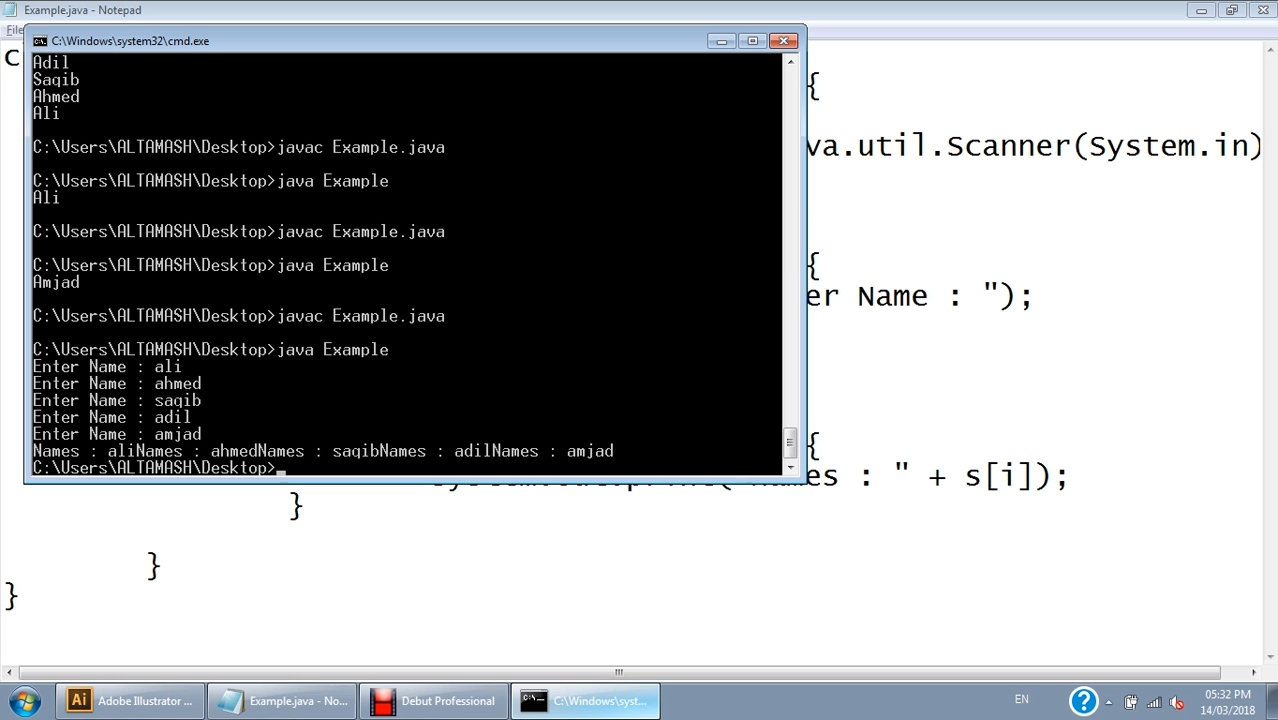 Example.java - Notepad
File
C:\Windows\system32\cmd.exe
C
Adil
Saqib
Ahmed
Ali
C:\Users\ALTAMASH\Desktop>javac Example.java
C:\Users\ALTAMASH\Desktop>java Example
Ali
C:\Users\ALTAMASH\Desktop>javac Example.java
C:\Users\ALTAMASH\Desktop>java Example
Amjad
C:\Users\ALTAMASH\Desktop>javac Example.java
C:\Users\ALTAMASH\Desktop>java Example
Enter Name : ali
Enter Name : ahmed
Enter Name : saqib
Enter Name : adil
Enter Name : amjad
Names : aliNames : ahmedNames : saqibNames : adilNames : amjad
C:\Users\ALTAMASH\Desktop>_
{
va.util.Scanner(System.in)
{
er Name : ");
{
mes : " + s[i]);
}
}
}
Adobe Illustrator ...
Example.java - No...
Debut Professional
C:\Windows\syst...
EN
05:32 PM
14/03/2018